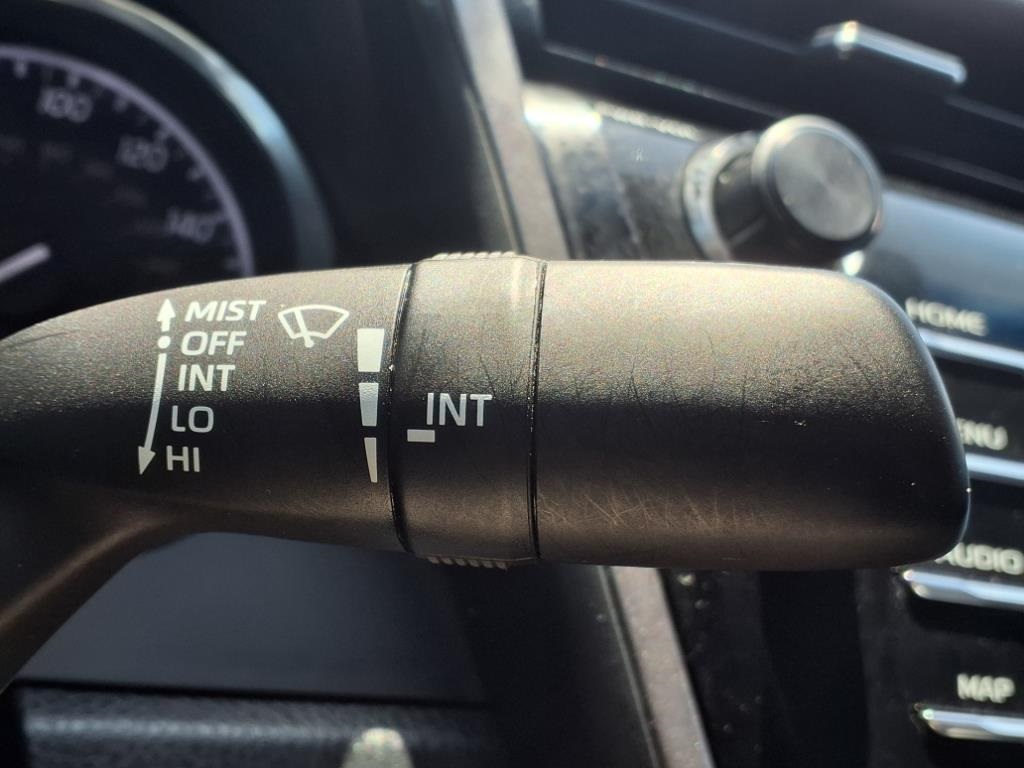 100
120
140
MIST
OFF
INT
LO
HI
INT
HOME
AUDIO
MAP